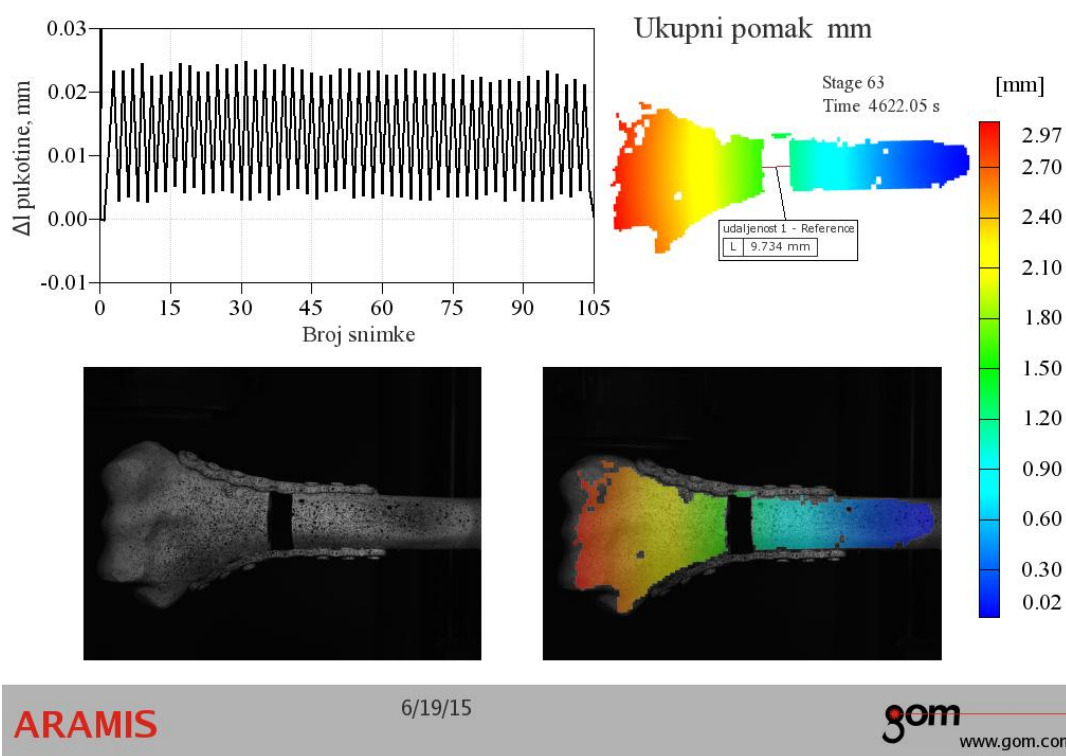 Ukupni pomak mm
0.03
0.02
0.01
0.00
-0.01
Δl pukotine, mm
0 15 30 45 60 75 90 105
Broj snimke
Stage 63
Time 4622.05 s
udaljenost 1 - Reference
L 9.734 mm
[mm]
2.97
2.70
2.40
2.10
1.80
1.50
1.20
0.90
0.60
0.30
0.02
ARAMIS
6/19/15
gom
www.gom.com